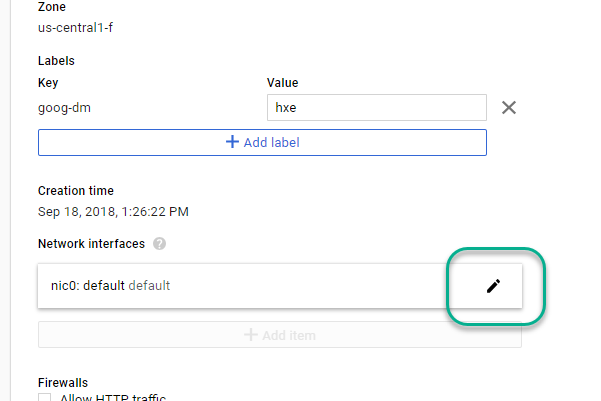 Zone
us-central1-f
Labels
Key Value
goog-dm hxe
Add label
Creation time
Sep 18, 2018, 1:26:22 PM
Network interfaces ?
nic0: default default
Add item
Firewalls
Allow HTTP traffic